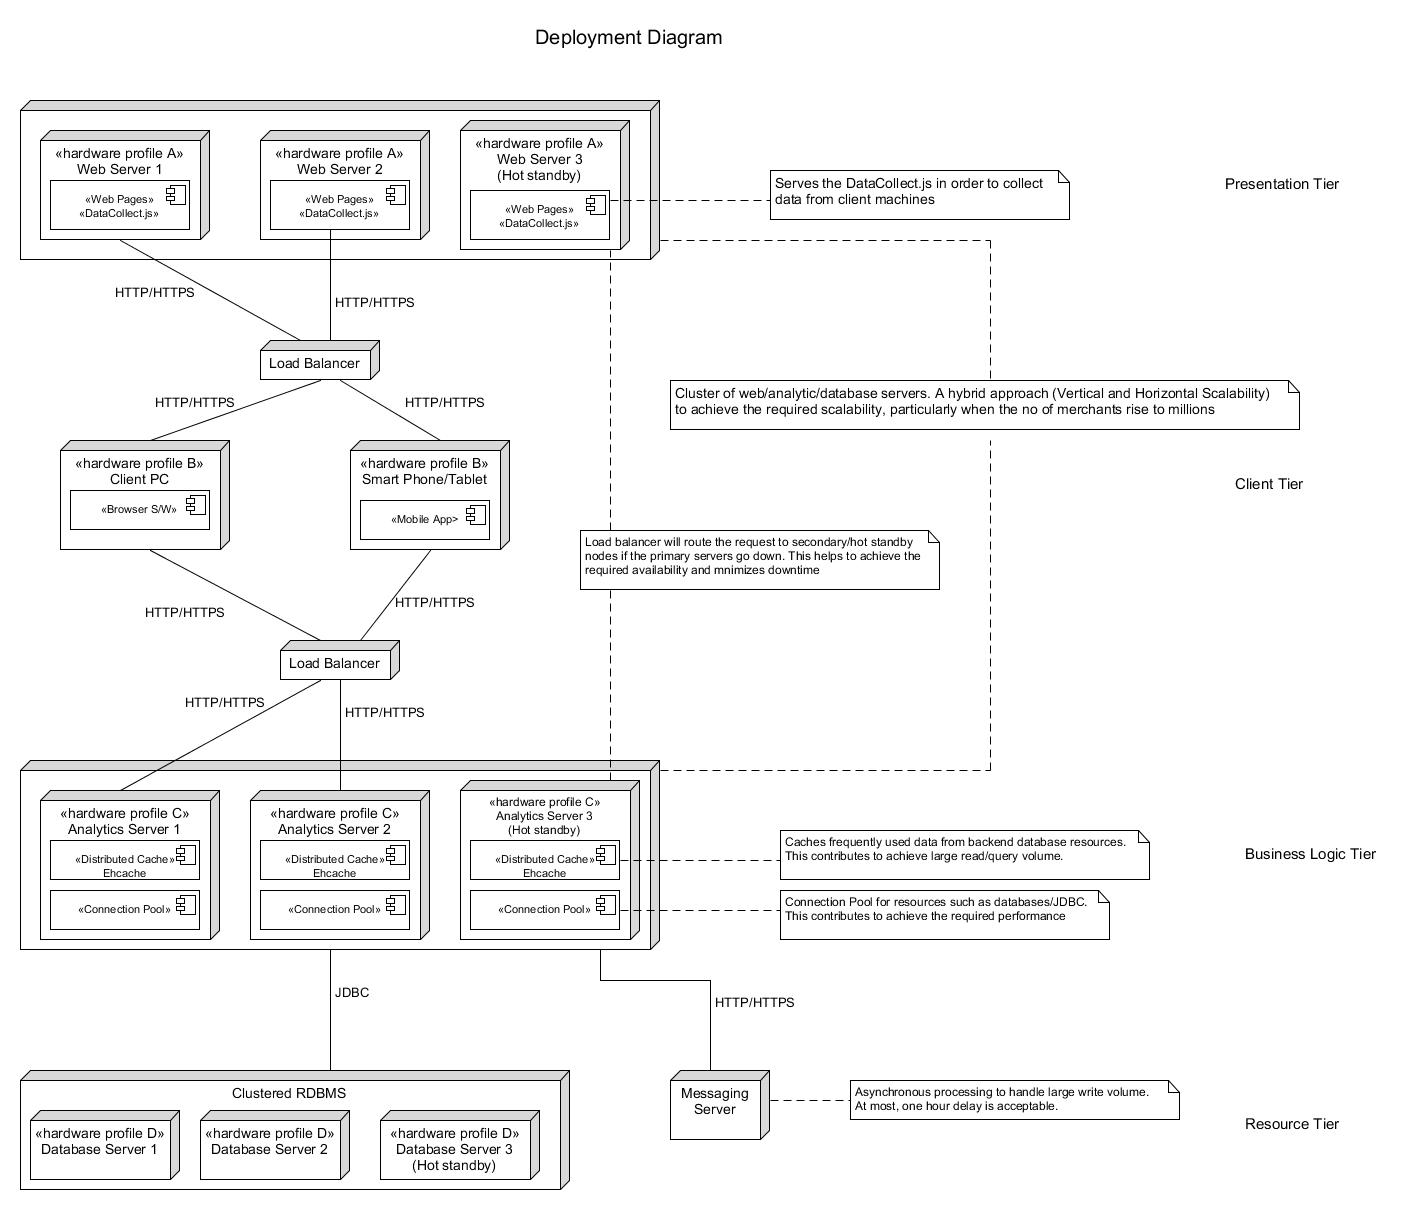 Deployment Diagram
«hardware profile A»
Web Server 1
«Web Pages»
«DataCollect.js»
«hardware profile A»
Web Server 2
«Web Pages»
«DataCollect.js»
«hardware profile A»
Web Server 3
(Hot standby)
«Web Pages»
«DataCollect.js»
Serves the DataCollect.js in order to collect
data from client machines
Presentation Tier
HTTP/HTTPS
HTTP/HTTPS
Load Balancer
HTTP/HTTPS
HTTP/HTTPS
Cluster of web/analytic/database servers. A hybrid approach (Vertical and Horizontal Scalability)
to achieve the required scalability, particularly when the no of merchants rise to millions
«hardware profile B»
Client PC
«Browser S/W»
«hardware profile B»
Smart Phone/Tablet
«Mobile App>
Client Tier
Load balancer will route the request to secondary/hot standby
nodes if the primary servers go down. This helps to achieve the
required availability and mnimizes downtime
HTTP/HTTPS
HTTP/HTTPS
Load Balancer
HTTP/HTTPS
HTTP/HTTPS
«hardware profile C»
Analytics Server 1
«Distributed Cache»
Ehcache
«Connection Pool»
«hardware profile C»
Analytics Server 2
«Distributed Cache»
Ehcache
«Connection Pool»
«hardware profile C»
Analytics Server 3
(Hot standby)
«Distributed Cache»
Ehcache
«Connection Pool»
Caches frequently used data from backend database resources.
This contributes to achieve large read/query volume.
Business Logic Tier
Connection Pool for resources such as databases/JDBC.
This contributes to achieve the required performance
JDBC
HTTP/HTTPS
Clustered RDBMS
«hardware profile D»
Database Server 1
«hardware profile D»
Database Server 2
«hardware profile D»
Database Server 3
(Hot standby)
Messaging
Server
Asynchronous processing to handle large write volume.
At most, one hour delay is acceptable.
Resource Tier